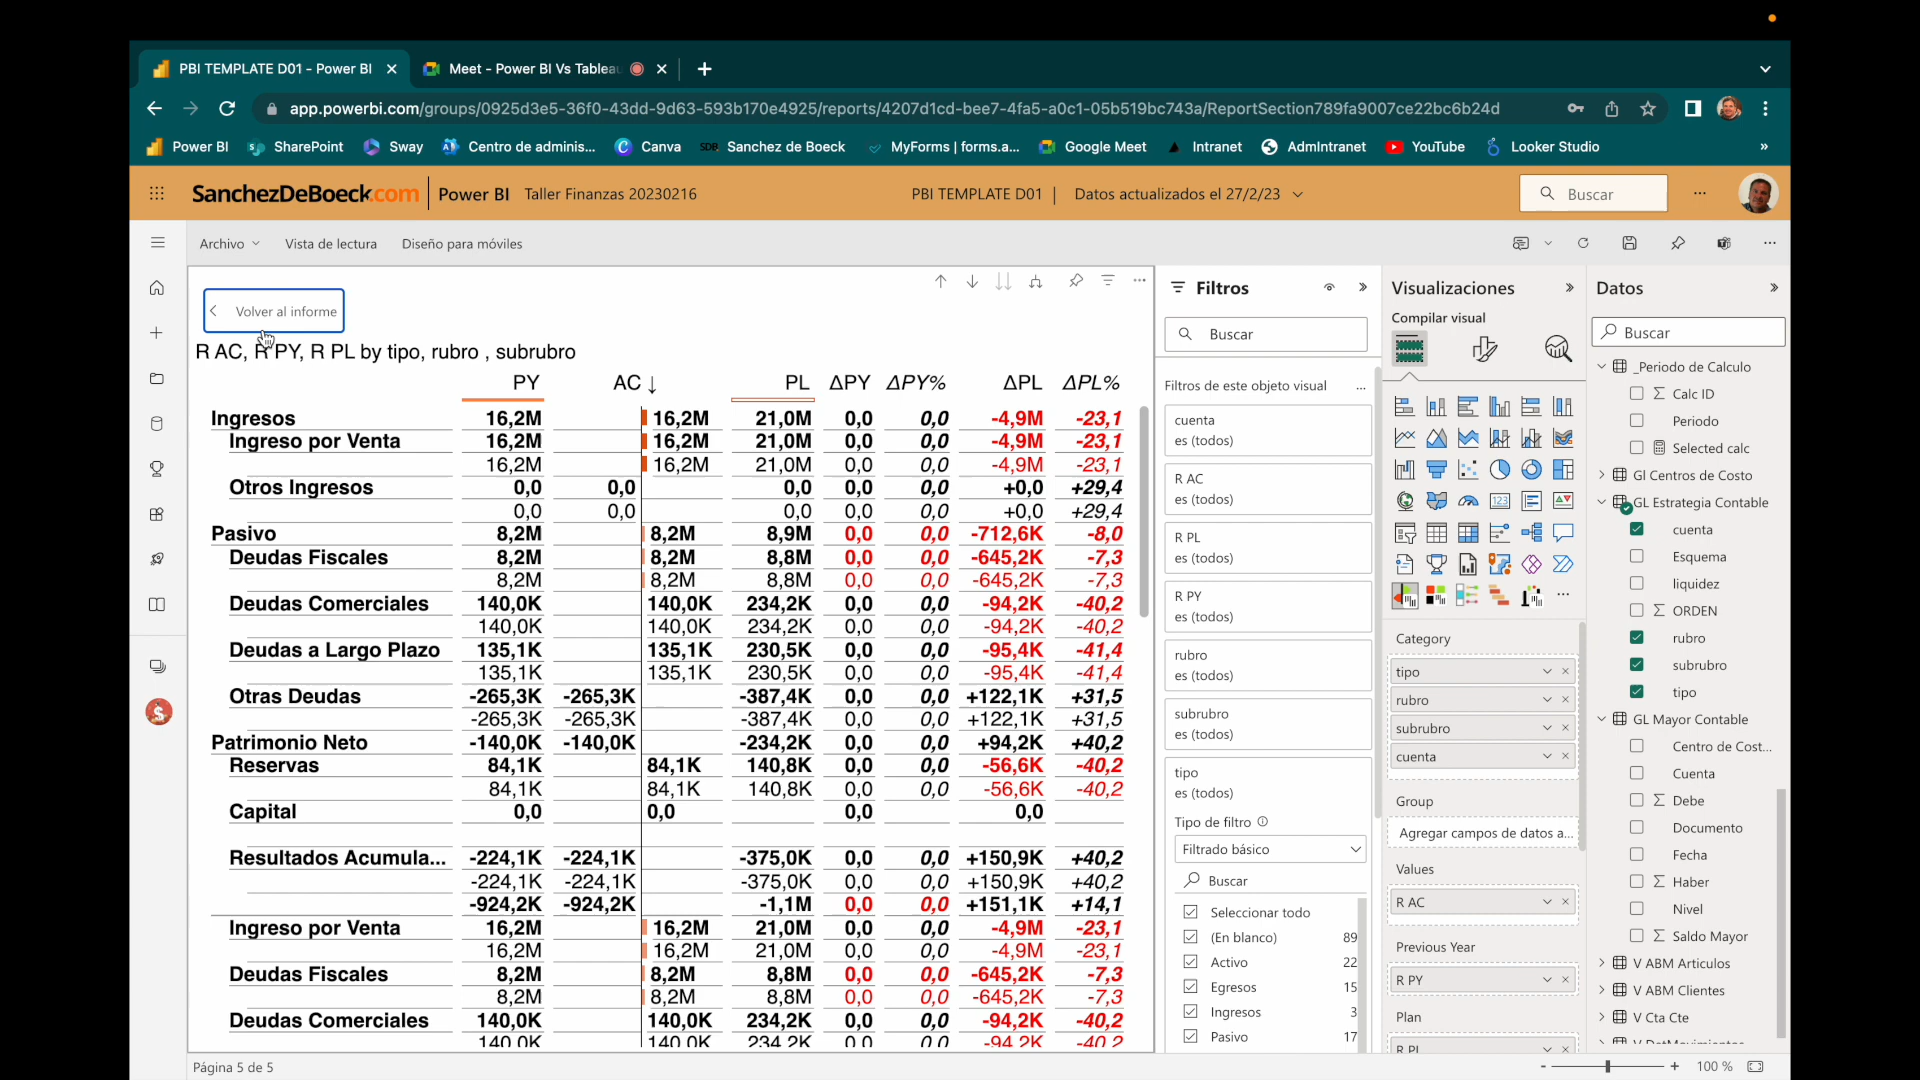 PBI TEMPLATE D01 - Power BI
Meet - Power BI Vs Tableau
app.powerbi.com/groups/0925d3e5-36f0-43dd-9d63-593b170e4925/reports/4207d1cd-bee7-4fa5-a0c1-05b519bc743a/ReportSection789fa9007ce22bc6b24d
Power BI SharePoint Sway Centro de adminis... Canva SDB Sanchez de Boeck MyForms | forms.a... Google Meet Intranet AdmIntranet YouTube Looker Studio »
SanchezDeBoeck.com Power BI Taller Finanzas 20230216 PBI TEMPLATE D01 | Datos actualizados el 27/2/23 Buscar
Archivo Vista de lectura Diseño para móviles
Volver al informe
R AC, R PY, R PL by tipo, rubro , subrubro
PY AC ↓ PL ΔPY ΔPY% ΔPL ΔPL%
Ingresos 16,2M 16,2M 21,0M 0,0 0,0 -4,9M -23,1
Ingreso por Venta 16,2M 16,2M 21,0M 0,0 0,0 -4,9M -23,1
16,2M 16,2M 21,0M 0,0 0,0 -4,9M -23,1
Otros Ingresos 0,0 0,0 0,0 0,0 0,0 +0,0 +29,4
0,0 0,0 0,0 0,0 0,0 +0,0 +29,4
Pasivo 8,2M 8,2M 8,9M 0,0 0,0 -712,6K -8,0
Deudas Fiscales 8,2M 8,2M 8,8M 0,0 0,0 -645,2K -7,3
8,2M 8,2M 8,8M 0,0 0,0 -645,2K -7,3
Deudas Comerciales 140,0K 140,0K 234,2K 0,0 0,0 -94,2K -40,2
140,0K 140,0K 234,2K 0,0 0,0 -94,2K -40,2
Deudas a Largo Plazo 135,1K 135,1K 230,5K 0,0 0,0 -95,4K -41,4
135,1K 135,1K 230,5K 0,0 0,0 -95,4K -41,4
Otras Deudas -265,3K -265,3K -387,4K 0,0 0,0 +122,1K +31,5
-265,3K -265,3K -387,4K 0,0 0,0 +122,1K +31,5
Patrimonio Neto -140,0K -140,0K -234,2K 0,0 0,0 +94,2K +40,2
Reservas 84,1K 84,1K 140,8K 0,0 0,0 -56,6K -40,2
84,1K 84,1K 140,8K 0,0 0,0 -56,6K -40,2
Capital 0,0 0,0 0,0 0,0
Resultados Acumula... -224,1K -224,1K -375,0K 0,0 0,0 +150,9K +40,2
-224,1K -224,1K -375,0K 0,0 0,0 +150,9K +40,2
-924,2K -924,2K -1,1M 0,0 0,0 +151,1K +14,1
Ingreso por Venta 16,2M 16,2M 21,0M 0,0 0,0 -4,9M -23,1
16,2M 16,2M 21,0M 0,0 0,0 -4,9M -23,1
Deudas Fiscales 8,2M 8,2M 8,8M 0,0 0,0 -645,2K -7,3
8,2M 8,2M 8,8M 0,0 0,0 -645,2K -7,3
Deudas Comerciales 140,0K 140,0K 234,2K 0,0 0,0 -94,2K -40,2
140,0K 140,0K 234,2K 0,0 0,0 -94,2K -40,2
Página 5 de 5
Filtros
Buscar
Filtros de este objeto visual ...
cuenta
es (todos)
R AC
es (todos)
R PL
es (todos)
R PY
es (todos)
rubro
es (todos)
subrubro
es (todos)
tipo
es (todos)
Tipo de filtro
Filtrado básico
Buscar
Seleccionar todo
(En blanco) 89
Activo 22
Egresos 15
Ingresos 3
Pasivo 17
Visualizaciones
Compilar visual
123
...
Category
tipo
rubro
subrubro
cuenta
Group
Agregar campos de datos a...
Values
R AC
Previous Year
R PY
Plan
R PL
Datos
Buscar
_Periodo de Calculo
Calc ID
Periodo
Selected calc
Gl Centros de Costo
GL Estrategia Contable
cuenta
Esquema
liquidez
ORDEN
rubro
subrubro
tipo
GL Mayor Contable
Centro de Cost...
Cuenta
Debe
Documento
Fecha
Haber
Nivel
Saldo Mayor
V ABM Articulos
V ABM Clientes
V Cta Cte
- + 100 %